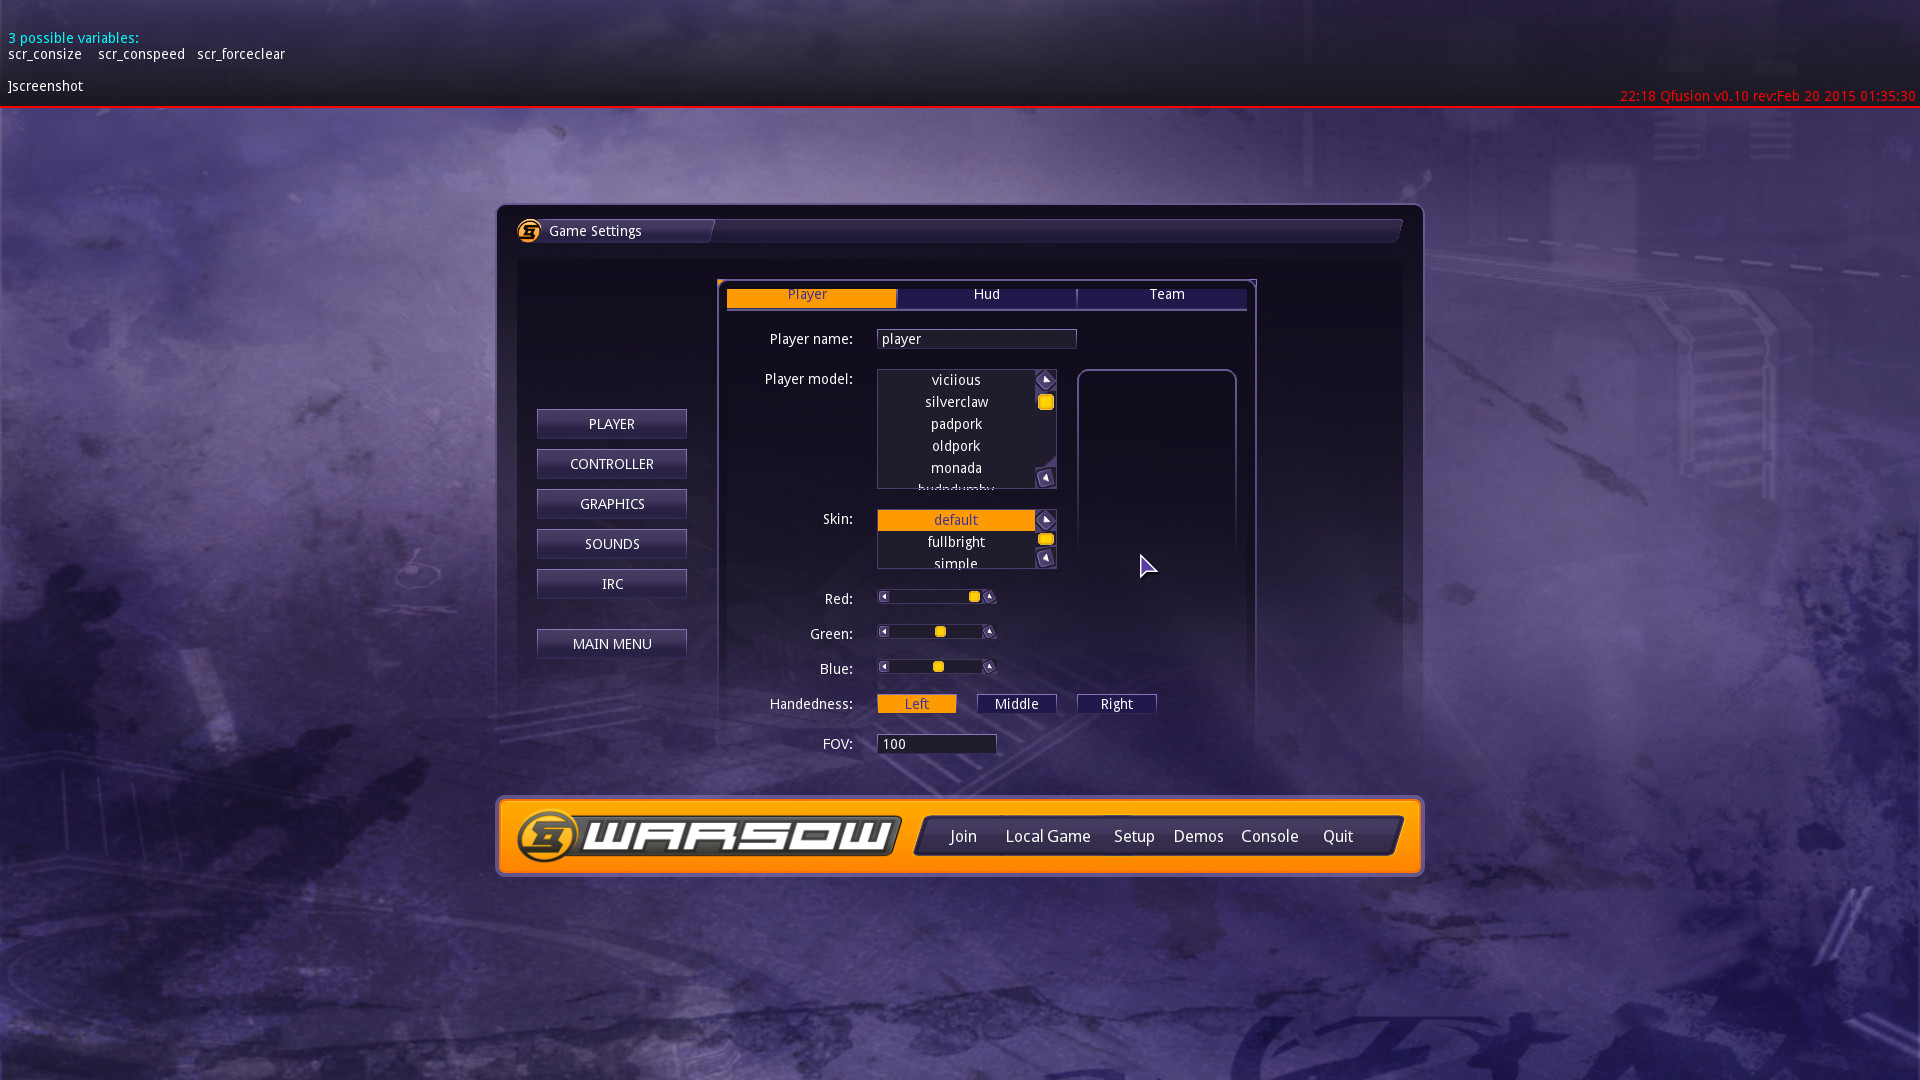 3 possible variables:
scr_consize scr_conspeed scr_forceclear
]screenshot
22:18 Qfusion v0.10 rev:Feb 20 2015 01:35:30
Game Settings
Player Hud Team
Player name: player
Player model: viciious
silverclaw
padpork
oldpork
monada
PLAYER
CONTROLLER
GRAPHICS
SOUNDS
IRC
MAIN MENU
Skin: default
fullbright
simple
Red:
Green:
Blue:
Handedness: Left Middle Right
FOV: 100
WARSOW Join Local Game Setup Demos Console Quit